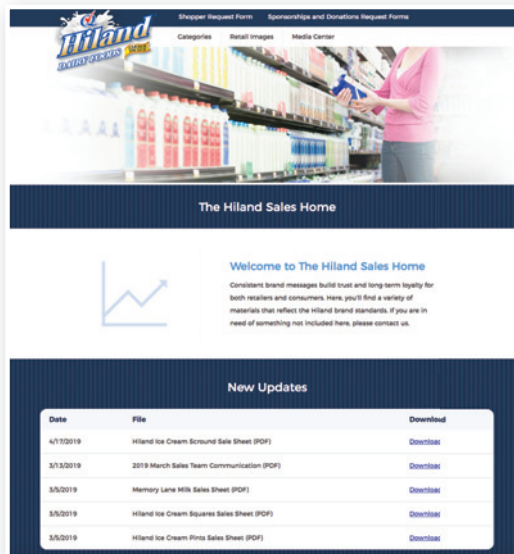 Shopper Request Form Sponsorships and Donations Request Forms
Hiland
DAIRY FOODS
Categories Retail Images Media Center
The Hiland Sales Home
Welcome to The Hiland Sales Home
Consistent brand messages build trust and long-term loyalty for
both retailers and consumers. Here, you'll find a variety of
materials that reflect the Hiland brand standards. If you are in
need of something not included here, please contact us.
New Updates
Date File Download
4/17/2019 Hiland Ice Cream Scround Sale Sheet (PDF) Download
3/13/2019 2019 March Sales Team Communication (PDF) Download
3/5/2019 Memory Lane Milk Sales Sheet (PDF) Download
3/5/2019 Hiland Ice Cream Squares Sales Sheet (PDF) Download
3/5/2019 Hiland Ice Cream Pints Sales Sheet (PDF) Download